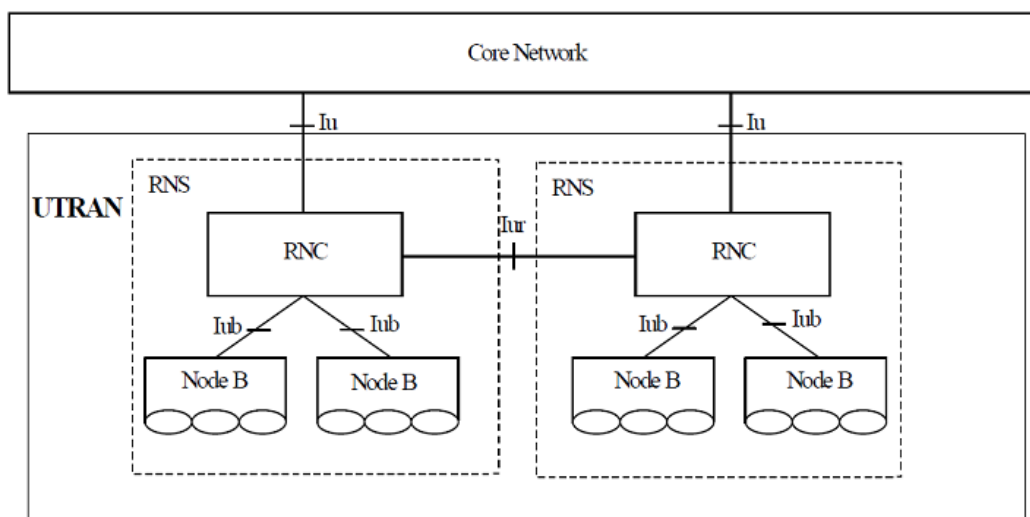 Core Network
Iu
Iu
RNS
RNS
UTRAN
Iur
RNC
RNC
Iub
Iub
Iub
Iub
Node B
Node B
Node B
Node B